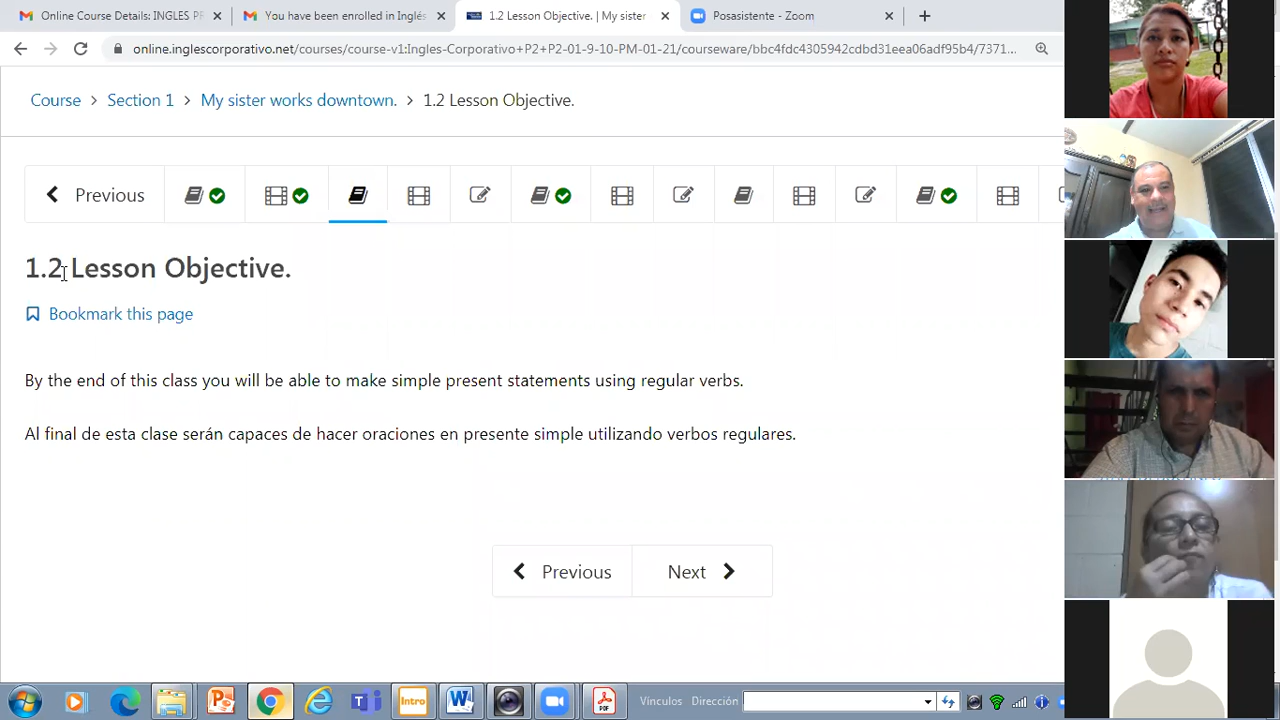 Online Course Details: INGLES PR
You have been enrolled in Inglés
1.2 Lesson Objective. | My sister
Posasistente - Zoom
online.inglescorporativo.net/courses/course-v1:Ingles-Corporativo+P2+P2-01-9-10-PM-01-21/courseware/bbc4fdc4305942cdbd31eea06adf95b4/7371...
Course > Section 1 > My sister works downtown. > 1.2 Lesson Objective.
Previous
1.2 Lesson Objective.
Bookmark this page
By the end of this class you will be able to make simple present statements using regular verbs.
Al final de esta clase serán capaces de hacer oraciones en presente simple utilizando verbos regulares.
Previous
Next
Intro
Vínculos
Dirección